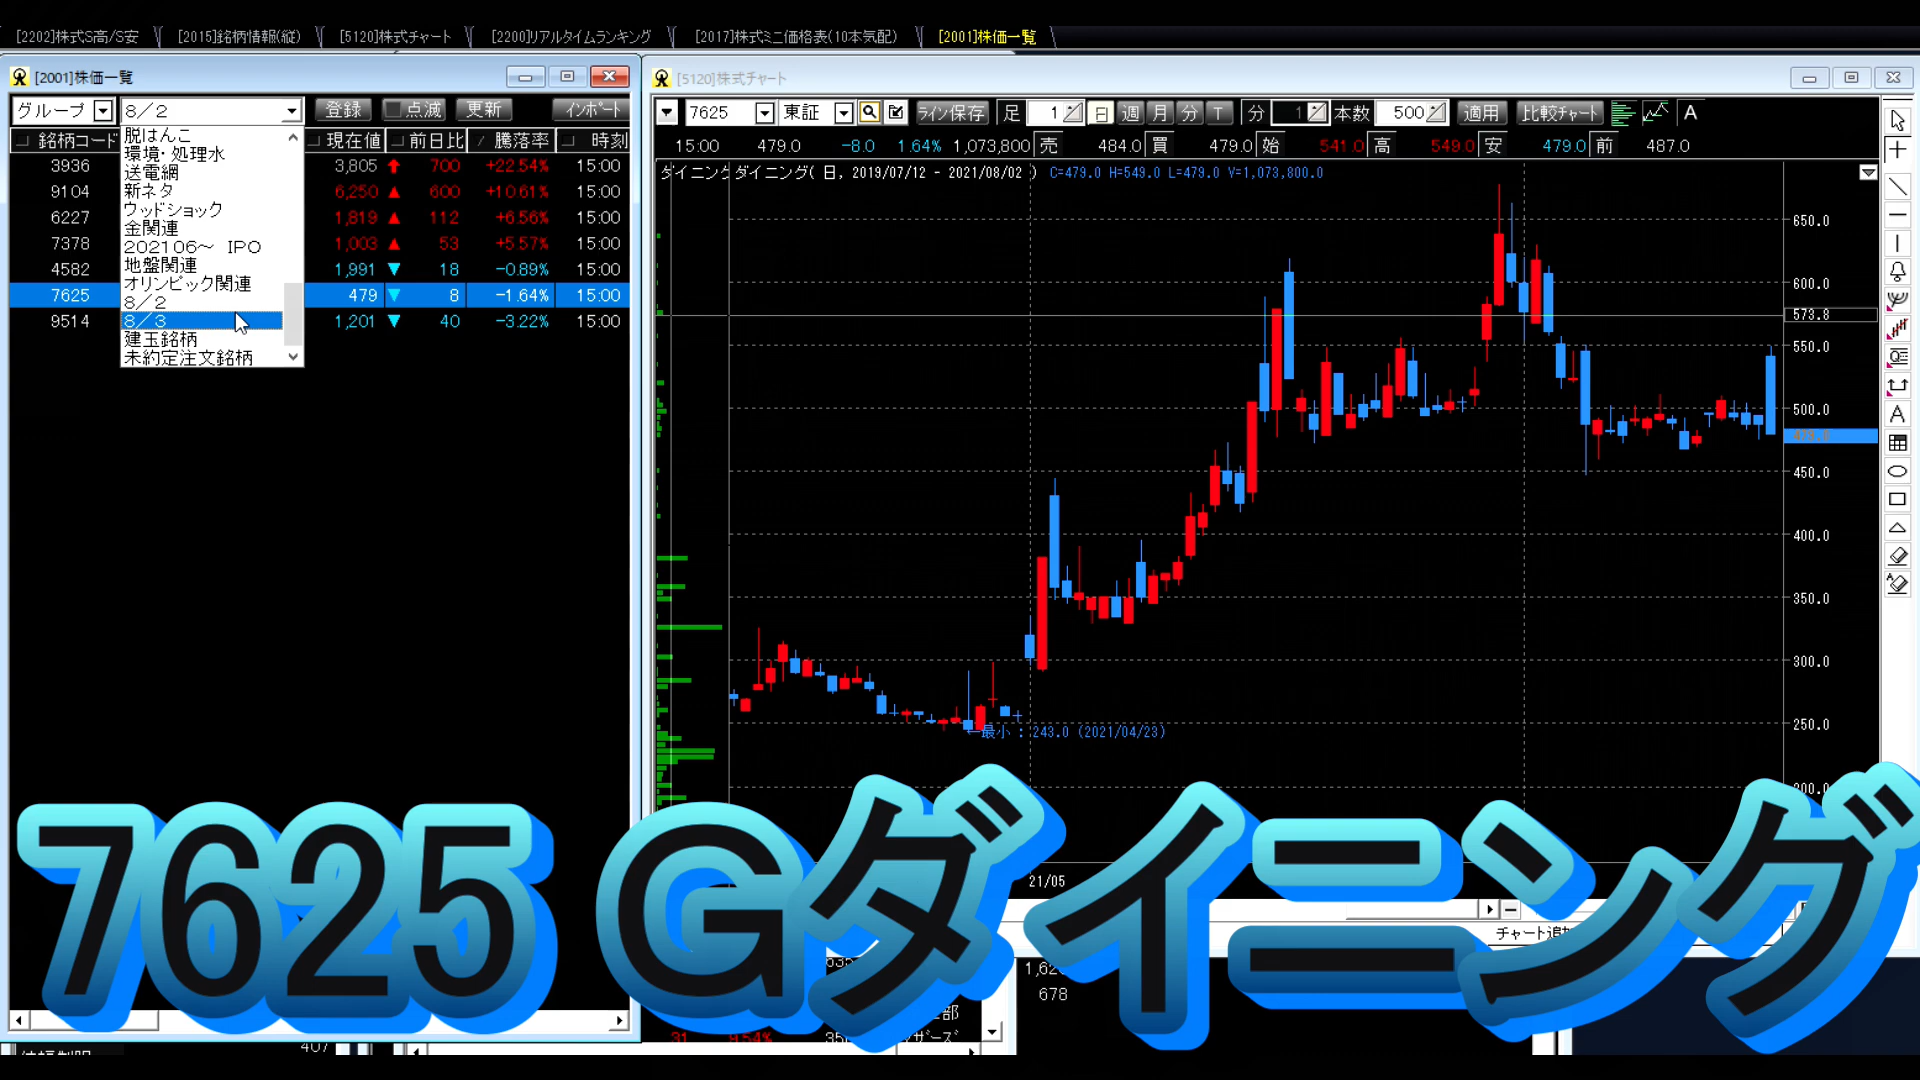 [2202]株式S高/S安
[2015]銘柄情報(縦)
[5120]株式チャート
[2200]リアルタイムランキング
[2017]株式ミニ価格表(10本気配)
[2001]株価一覧
[2001]株価一覧
グループ
8／2
登録
点滅
更新
インポート
銘柄コード
現在値
前日比
騰落率
時刻
3936 3,805 700 +22.54% 15:00
9104 6,250 600 +10.61% 15:00
6227 1,819 112 +6.56% 15:00
7378 1,003 53 +5.57% 15:00
4582 1,991 ▼ 18 −0.89% 15:00
7625 479 ▼ 8 −1.64% 15:00
9514 1,201 ▼ 40 −3.22% 15:00
脱はんこ
環境・処理水
送電網
新ネタ
ウッドショック
金関連
202106～ IPO
地盤関連
オリンピック関連
8／2
8／3
建玉銘柄
未約定注文銘柄
[5120]株式チャート
7625 東証 ライン保存 足 1 日 週 月 分 T 分 1 本数 500 適用 比較チャート A
15:00 479.0 -8.0 1.64% 1,073,800 売 484.0 買 479.0 始 541.0 高 549.0 安 479.0 前 487.0
ダイニング ダイニング( 日, 2019/07/12 - 2021/08/02 ) C=479.0 H=549.0 L=479.0 V=1,073,800.0
650.0
600.0
573.8
550.0
500.0
450.0
400.0
350.0
300.0
250.0
200.0
←最小 : 243.0 (2021/04/23)
21/05
7625 Gダイニング
678
31 9.54%
407